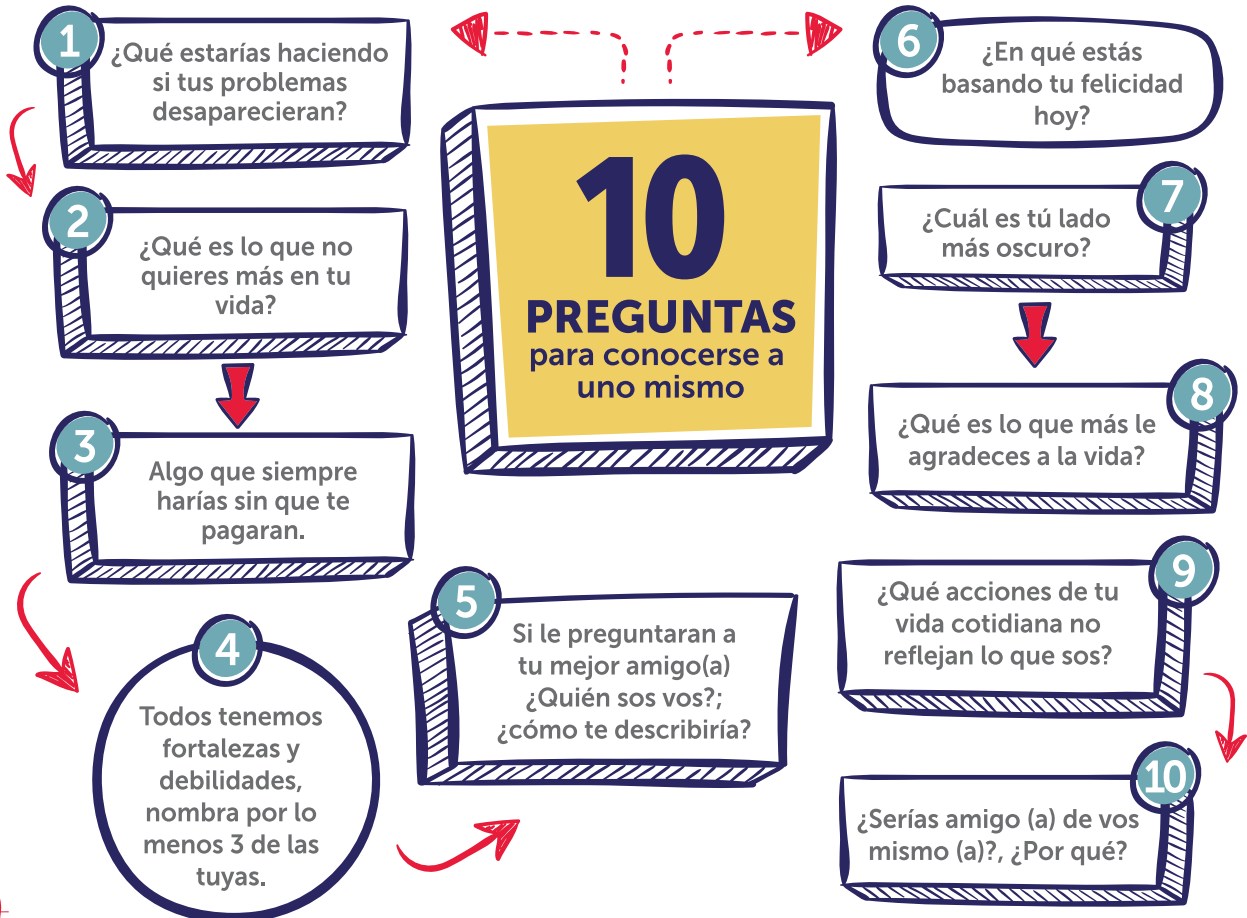 10
PREGUNTAS
para conocerse a
uno mismo
1
¿Qué estarías haciendo
si tus problemas
desaparecieran?
2
¿Qué es lo que no
quieres más en tu
vida?
3
Algo que siempre
harías sin que te
pagaran.
4
Todos tenemos
fortalezas y
debilidades,
nombra por lo
menos 3 de las
tuyas.
5
Si le preguntaran a
tu mejor amigo(a)
¿Quién sos vos?;
¿cómo te describiría?
6
¿En qué estás
basando tu felicidad
hoy?
7
¿Cuál es tú lado
más oscuro?
8
¿Qué es lo que más le
agradeces a la vida?
9
¿Qué acciones de tu
vida cotidiana no
reflejan lo que sos?
10
¿Serías amigo (a) de vos
mismo (a)?, ¿Por qué?